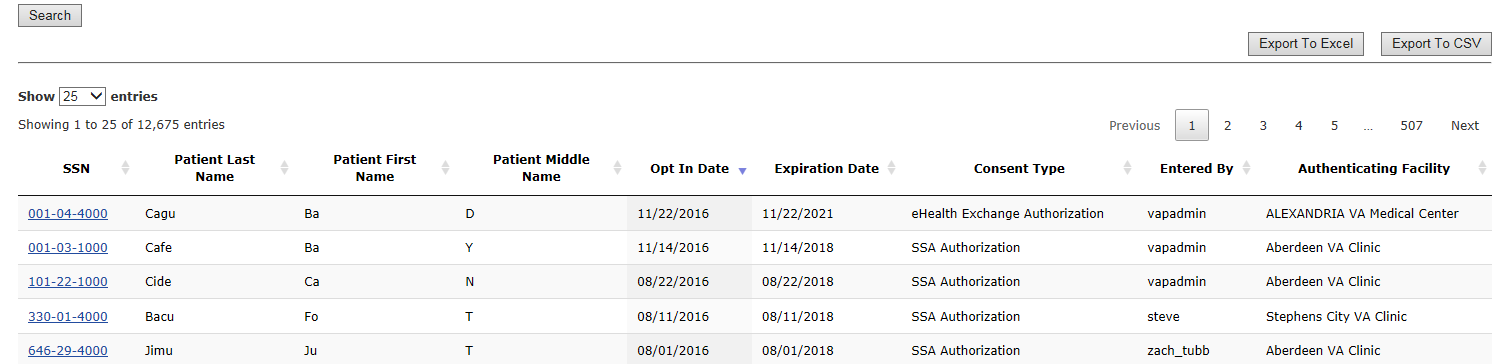 Search
Export To Excel Export To CSV
Show 25 entries
Showing 1 to 25 of 12,675 entries
Previous 1 2 3 4 5 ... 507 Next
SSN Patient Last Name Patient First Name Patient Middle Name Opt In Date Expiration Date Consent Type Entered By Authenticating Facility
001-04-4000 Cagu Ba D 11/22/2016 11/22/2021 eHealth Exchange Authorization vapadmin ALEXANDRIA VA Medical Center
001-03-1000 Cafe Ba Y 11/14/2016 11/14/2018 SSA Authorization vapadmin Aberdeen VA Clinic
101-22-1000 Cide Ca N 08/22/2016 08/22/2018 SSA Authorization vapadmin Aberdeen VA Clinic
330-01-4000 Bacu Fo T 08/11/2016 08/11/2018 SSA Authorization steve Stephens City VA Clinic
646-29-4000 Jimu Ju T 08/01/2016 08/01/2018 SSA Authorization zach_tubb Aberdeen VA Clinic